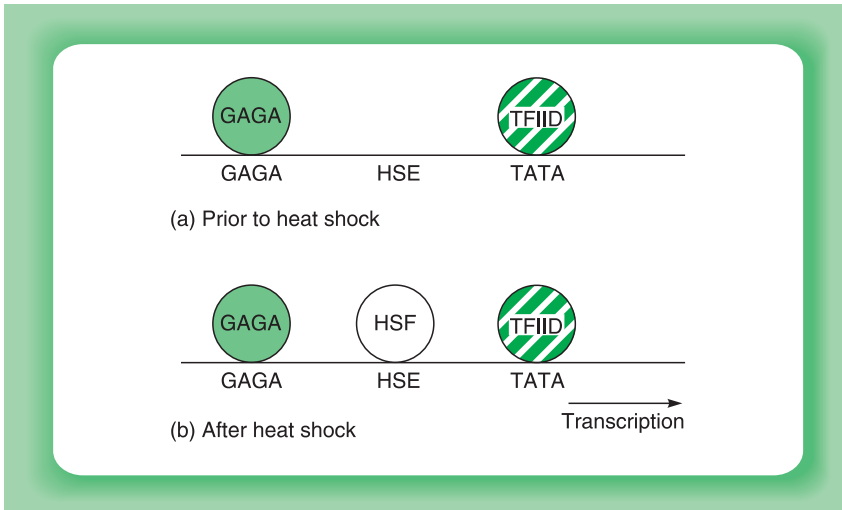 GAGA TFIID
GAGA HSE TATA
(a) Prior to heat shock
GAGA HSF TFIID
GAGA HSE TATA
Transcription
(b) After heat shock